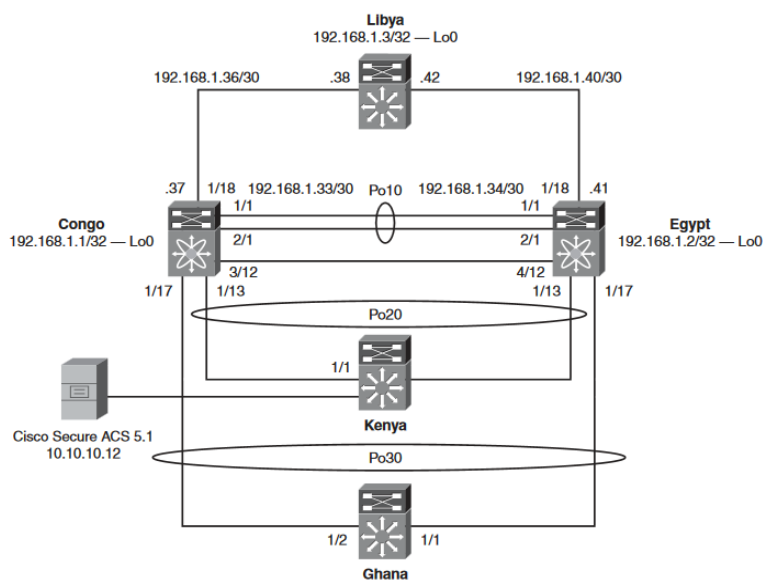 Libya
192.168.1.3/32 — Lo0
192.168.1.36/30 .38 .42 192.168.1.40/30
.37 1/18 192.168.1.33/30 Po10 192.168.1.34/30 1/18 .41
1/1 1/1
Congo Egypt
192.168.1.1/32 — Lo0 2/1 2/1 192.168.1.2/32 — Lo0
3/12 4/12
1/17 1/13 1/13 1/17
Po20
1/1
Kenya
Cisco Secure ACS 5.1
10.10.10.12
Po30
1/2 1/1
Ghana